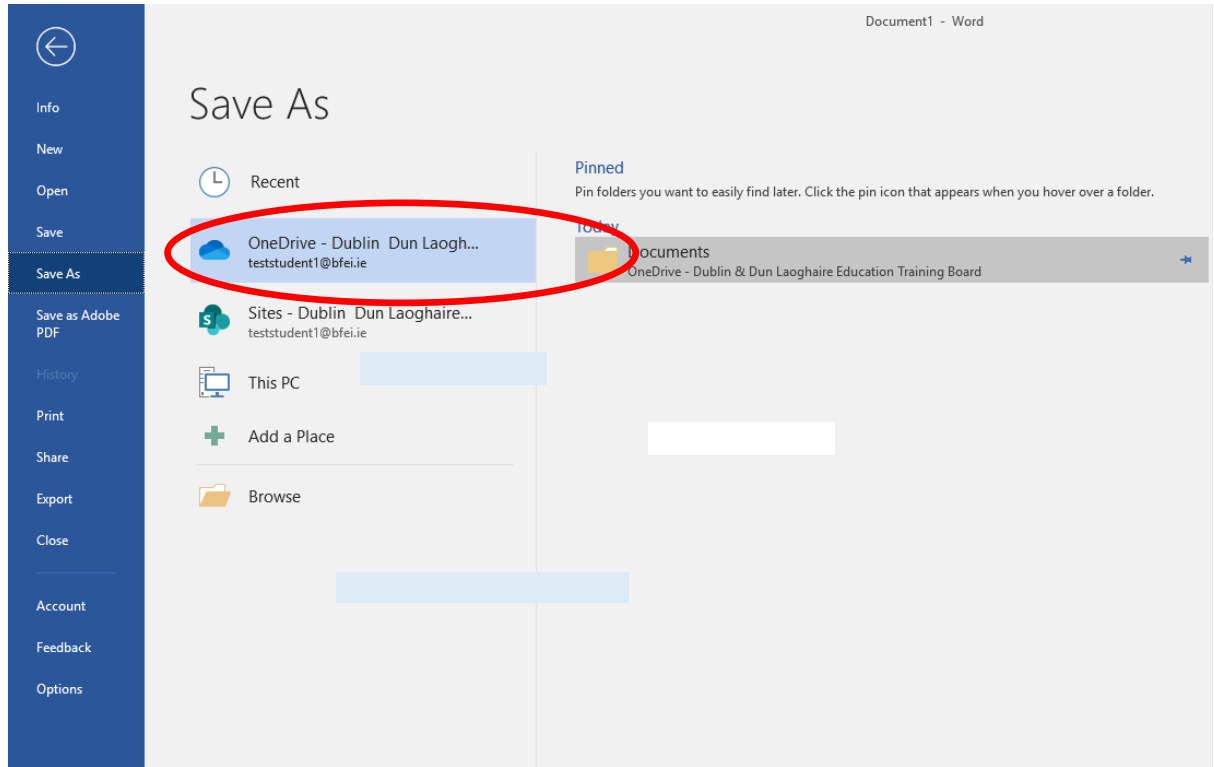 Document1 - Word
Info
New
Open
Save
Save As
Save as Adobe
PDF
History
Print
Share
Export
Close
Account
Feedback
Options
Save As
Recent
OneDrive - Dublin Dun Laogh...
teststudent1@bfei.ie
Sites - Dublin Dun Laoghaire...
teststudent1@bfei.ie
This PC
Add a Place
Browse
Pinned
Pin folders you want to easily find later. Click the pin icon that appears when you hover over a folder.
Today
Documents
OneDrive - Dublin & Dun Laoghaire Education Training Board